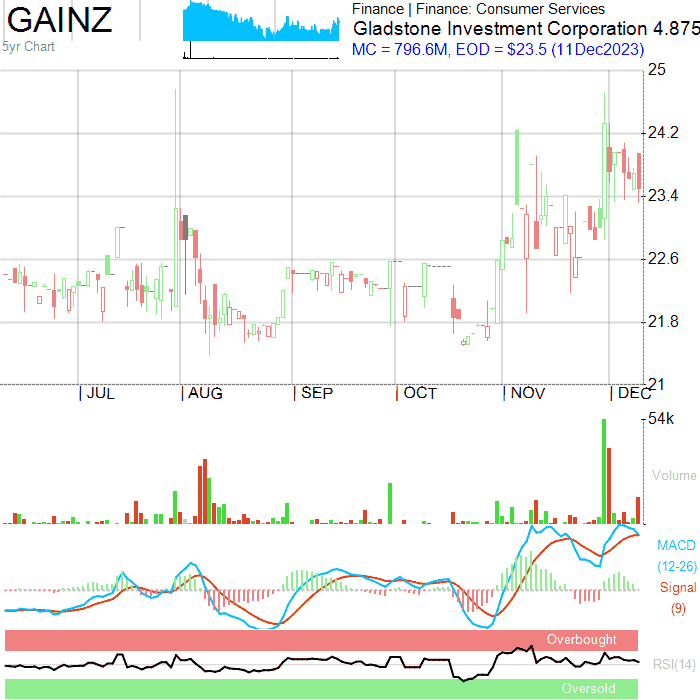 GAINZ
5yr Chart
Finance | Finance: Consumer Services
Gladstone Investment Corporation 4.875
MC = 796.6M, EOD = $23.5 (11Dec2023)
25
24.2
23.4
22.6
21.8
21
| JUL
| AUG
| SEP
| OCT
| NOV
| DEC
54k
Volume
MACD
(12-26)
Signal
(9)
Overbought
RSI(14)
Oversold